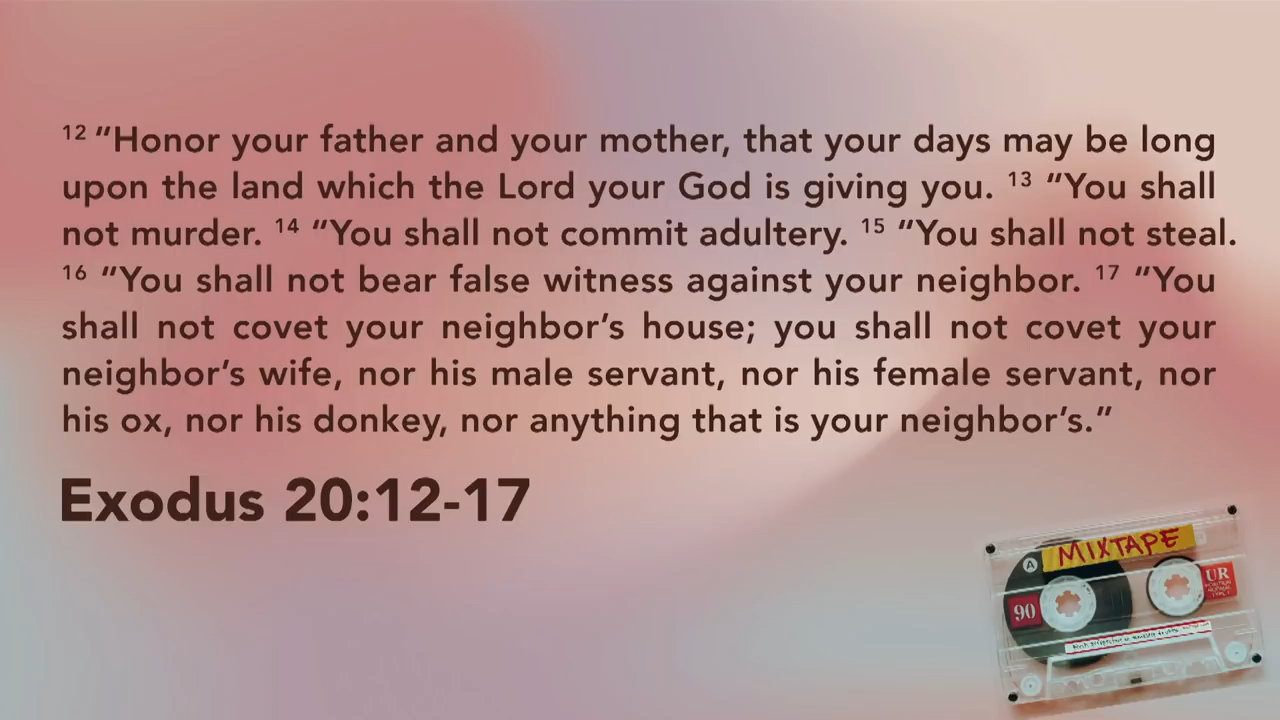 ¹² “Honor your father and your mother, that your days may be long
upon the land which the Lord your God is giving you. ¹³ “You shall
not murder. ¹⁴ “You shall not commit adultery. ¹⁵ “You shall not steal.
¹⁶ “You shall not bear false witness against your neighbor. ¹⁷ “You
shall not covet your neighbor’s house; you shall not covet your
neighbor’s wife, nor his male servant, nor his female servant, nor
his ox, nor his donkey, nor anything that is your neighbor’s.”
Exodus 20:12-17
MIXTAPE
A
UR
90